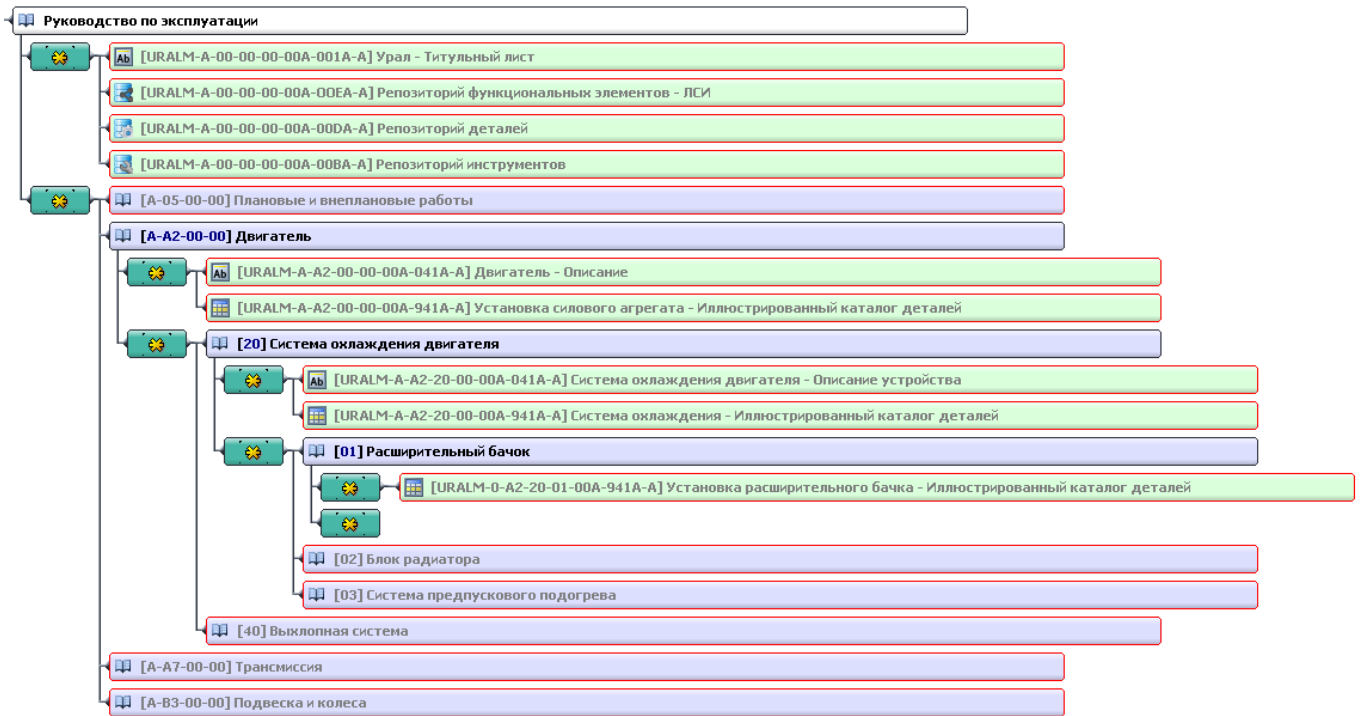 Руководство по эксплуатации
Ab [URALM-A-00-00-00-00A-001A-A] Урал - Титульный лист
[URALM-A-00-00-00-00A-00EA-A] Репозиторий функциональных элементов - ЛСИ
[URALM-A-00-00-00-00A-00DA-A] Репозиторий деталей
[URALM-A-00-00-00-00A-00BA-A] Репозиторий инструментов
[A-05-00-00] Плановые и внеплановые работы
[A-A2-00-00] Двигатель
Ab [URALM-A-A2-00-00-00A-041A-A] Двигатель - Описание
[URALM-A-A2-00-00-00A-941A-A] Установка силового агрегата - Иллюстрированный каталог деталей
[20] Система охлаждения двигателя
Ab [URALM-A-A2-20-00-00A-041A-A] Система охлаждения двигателя - Описание устройства
[URALM-A-A2-20-00-00A-941A-A] Система охлаждения - Иллюстрированный каталог деталей
[01] Расширительный бачок
[URALM-0-A2-20-01-00A-941A-A] Установка расширительного бачка - Иллюстрированный каталог деталей
[02] Блок радиатора
[03] Система предпускового подогрева
[40] Выхлопная система
[A-A7-00-00] Трансмиссия
[A-B3-00-00] Подвеска и колеса